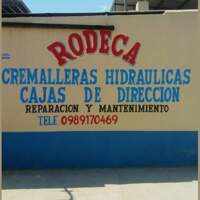 RODECA
CREMALLERAS HIDRAULICAS
CAJAS DE DIRECCION
REPARACION Y MANTENIMIENTO
TELF. 0989170469